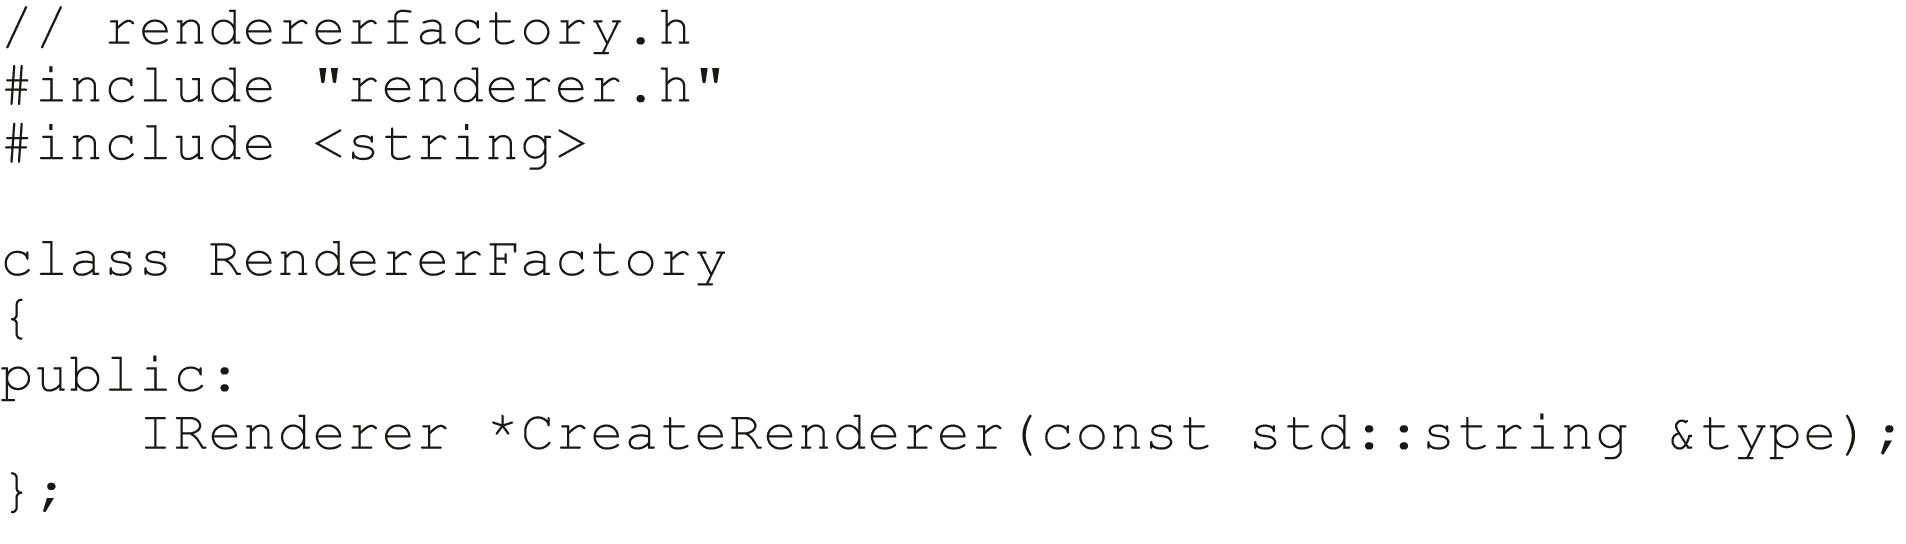 // rendererfactory.h
#include "renderer.h"
#include <string>

class RendererFactory
{
public:
    IRenderer *CreateRenderer(const std::string &type);
};